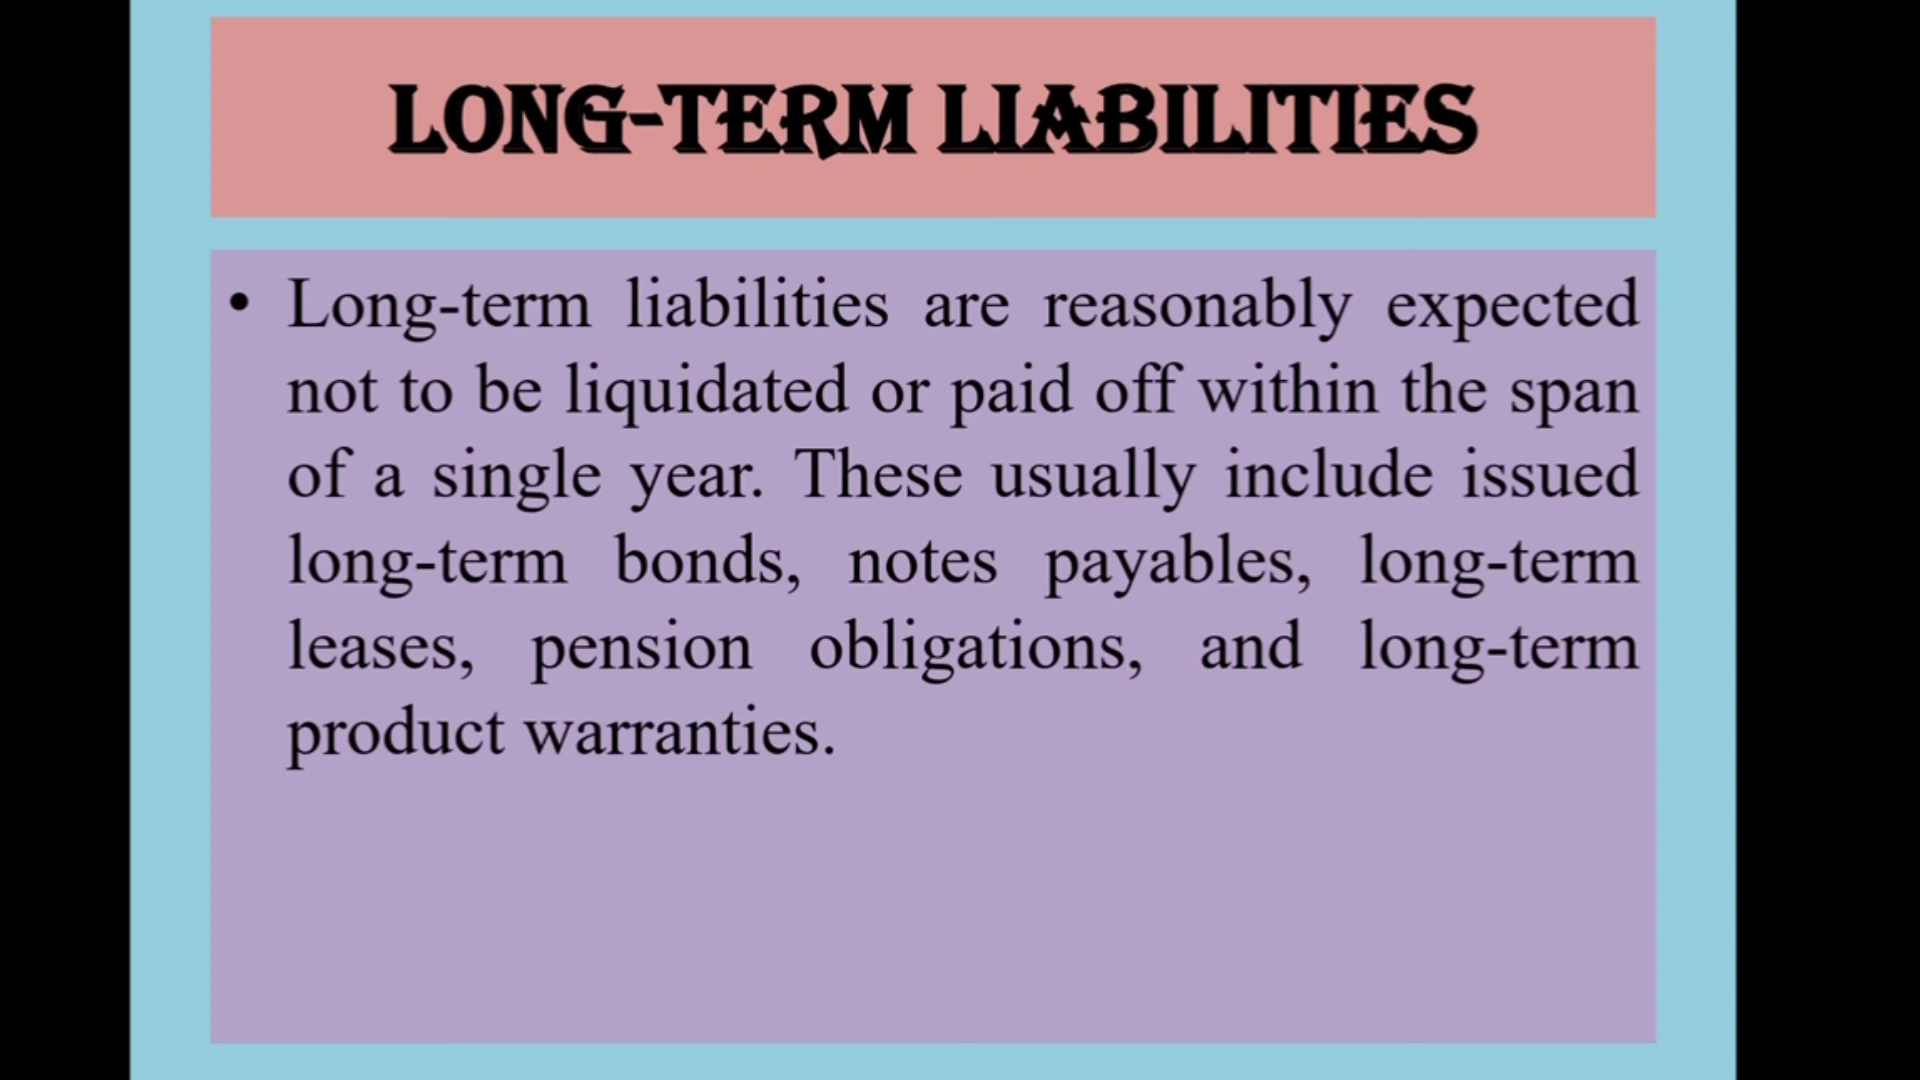 LONG-TERM LIABILITIES
• Long-term liabilities are reasonably expected
not to be liquidated or paid off within the span
of a single year. These usually include issued
long-term bonds, notes payables, long-term
leases, pension obligations, and long-term
product warranties.